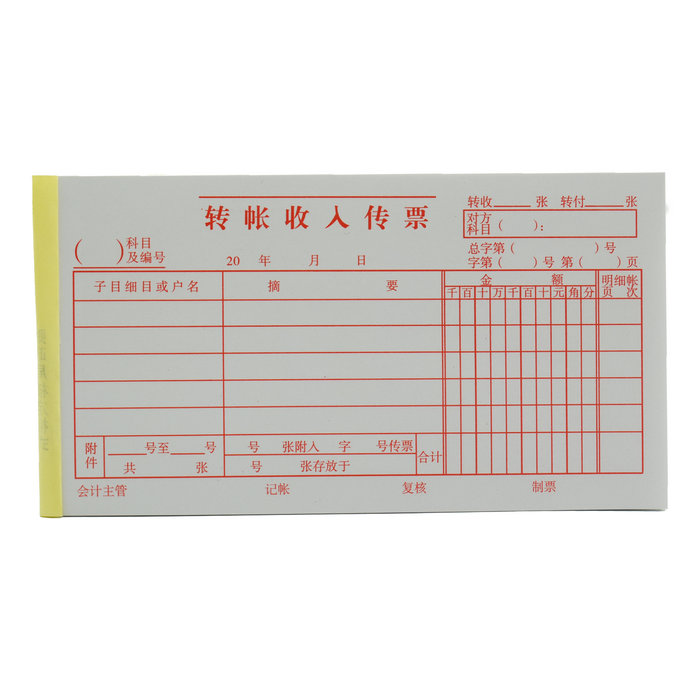 转帐收入传票
转收 张 转付 张
对方
科目( ):
( )科目
及编号
20 年 月 日
总字第( )号
字第( )号 第( )页
子目细目或户名 摘 要 金 额 明细帐
千百十万千百十元角分 页 次
附件 号至 号 号 张附入 字 号传票
共 张 号 张存放于 合计
会计主管 记帐 复核 制票